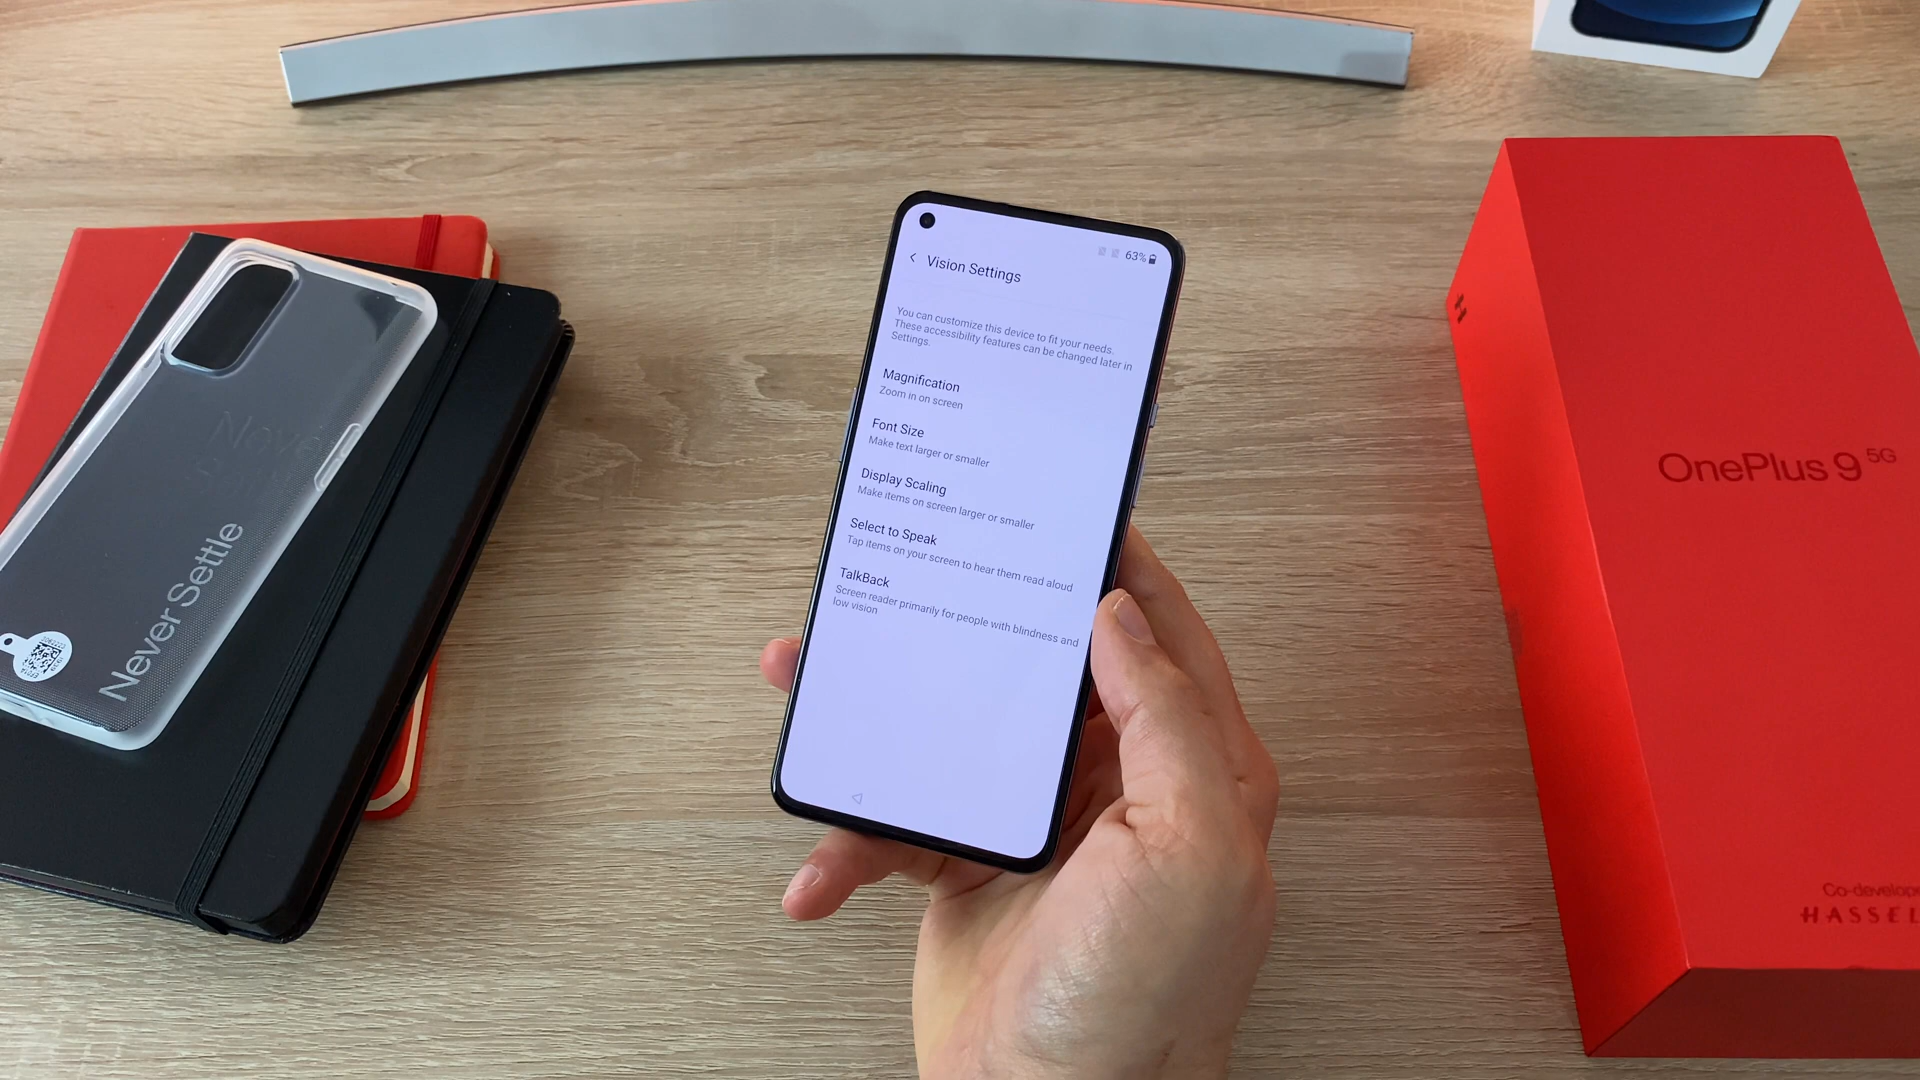 63%
Vision Settings
You can customize this device to fit your needs.
These accessibility features can be changed later in
Settings.
Magnification
Zoom in on screen
Font Size
Make text larger or smaller
Display Scaling
Make items on screen larger or smaller
Select to Speak
Tap items on your screen to hear them read aloud
TalkBack
Screen reader primarily for people with blindness and
low vision
Never Settle
OnePlus 9 5G
Co-develope
HASSEL